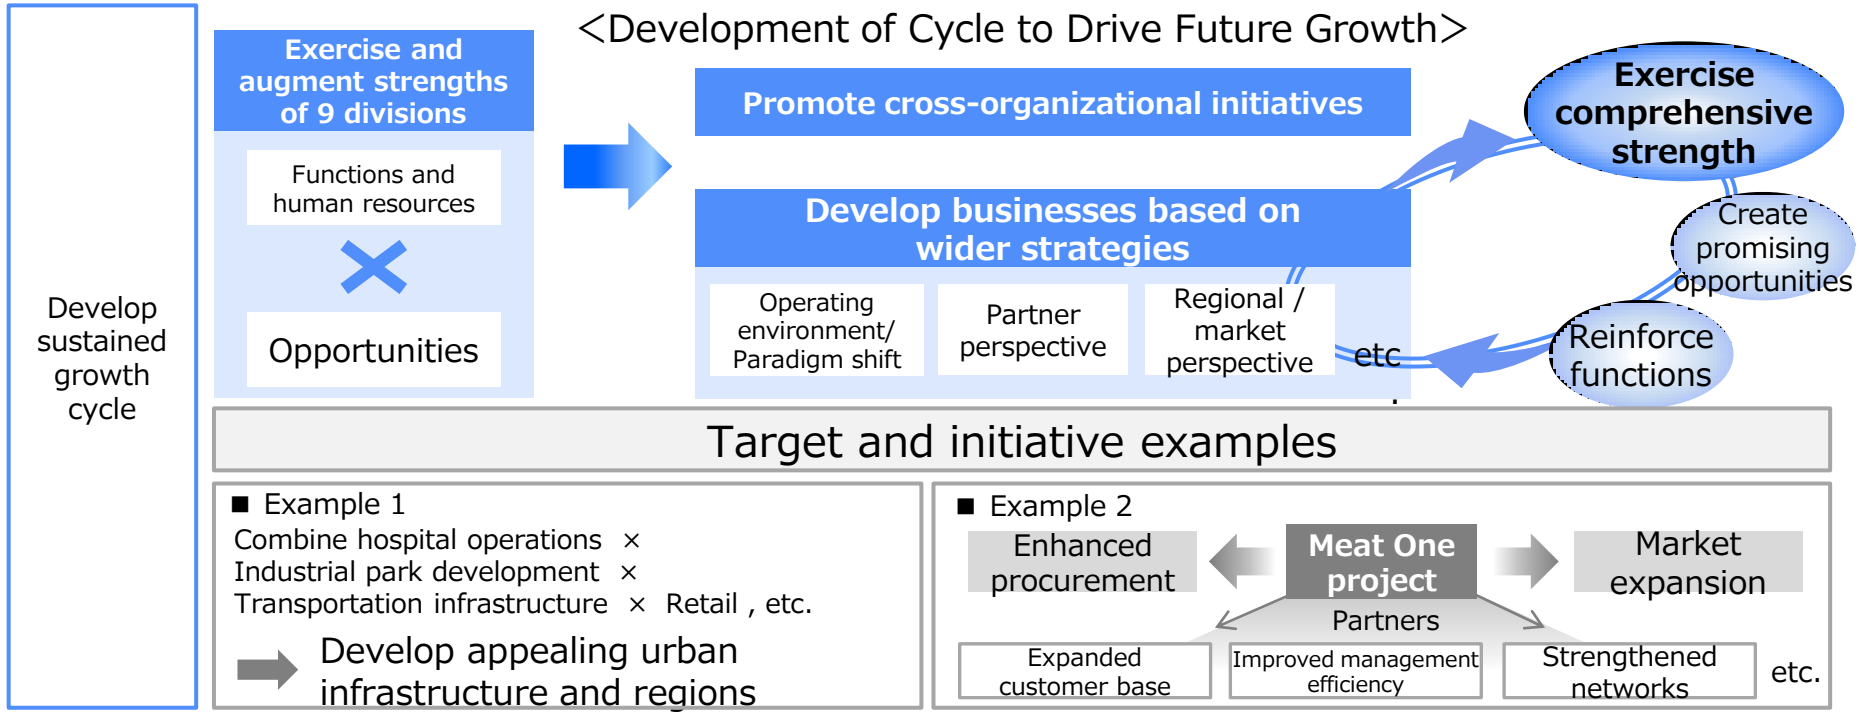 Develop
sustained
growth
cycle
<Development of Cycle to Drive Future Growth>
Exercise and
augment strengths
of 9 divisions
Functions and
human resources
Opportunities
Promote cross-organizational initiatives
Develop businesses based on
wider strategies
Operating
environment/
Paradigm shift
Partner
perspective
Regional /
market
perspective
etc
.
Exercise
comprehensive
strength
Create
promising
opportunities
Reinforce
functions
Target and initiative examples
■ Example 1
Combine hospital operations ×
Industrial park development ×
Transportation infrastructure × Retail , etc.
Develop appealing urban
infrastructure and regions
■ Example 2
Enhanced
procurement
Meat One
project
Market
expansion
Partners
Expanded
customer base
Improved management
efficiency
Strengthened
networks
etc.